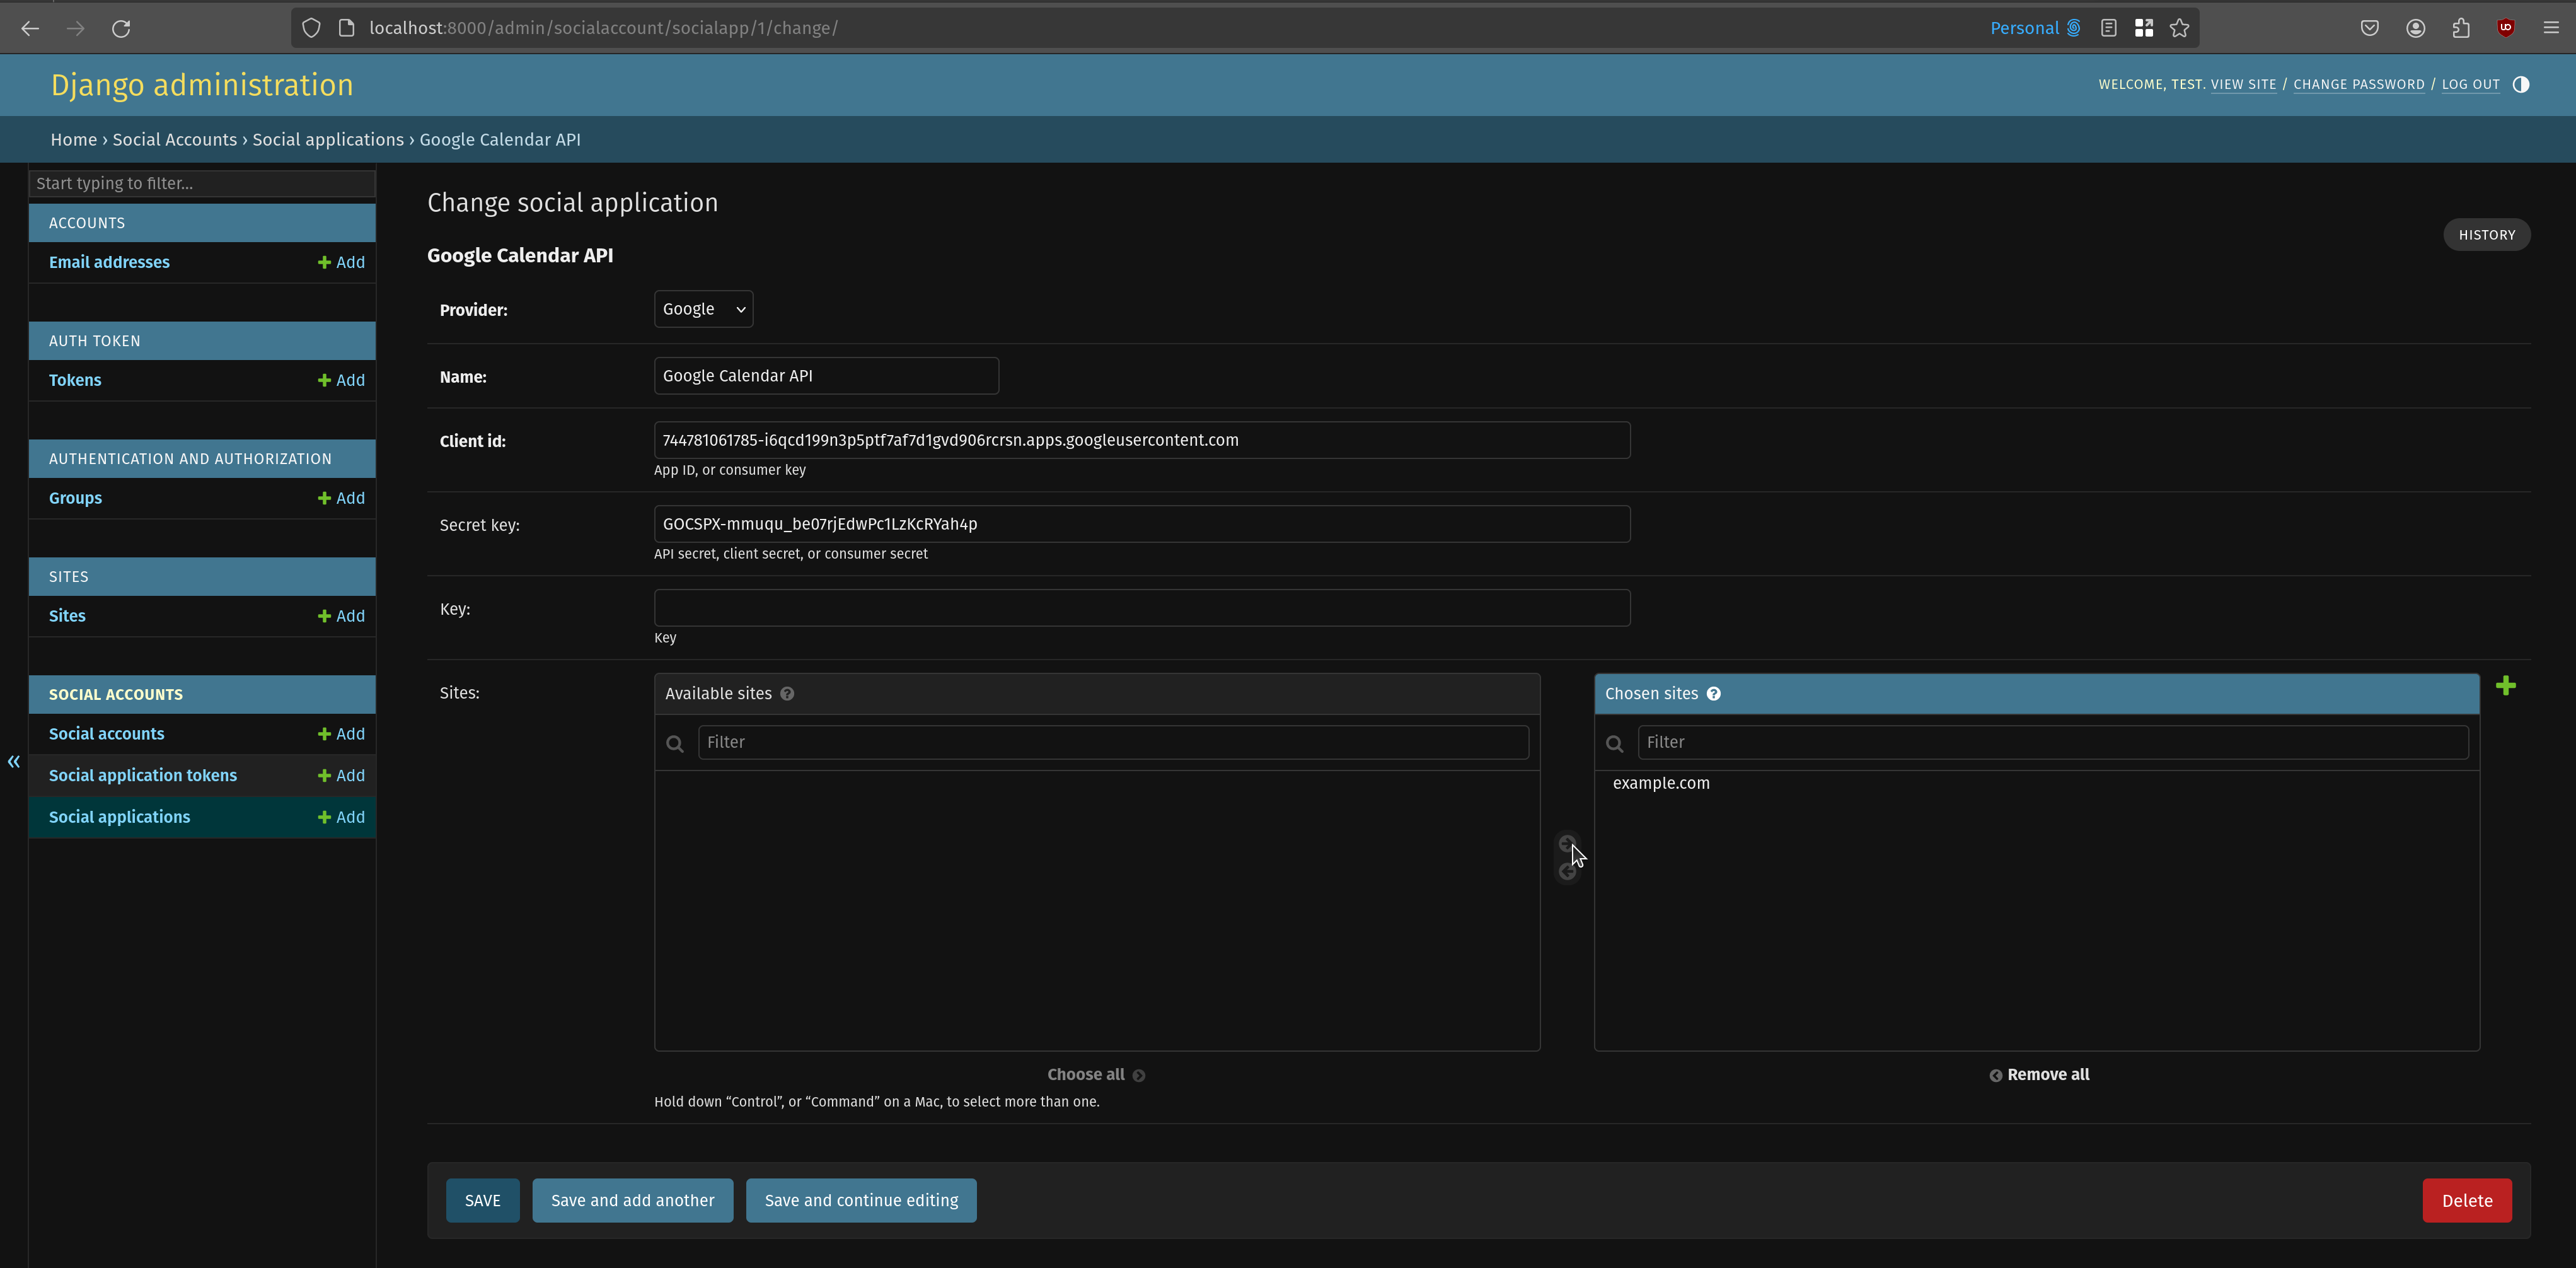 localhost:8000/admin/socialaccount/socialapp/1/change/
Personal
Django administration
WELCOME, TEST. VIEW SITE / CHANGE PASSWORD / LOG OUT
Home › Social Accounts › Social applications › Google Calendar API
Start typing to filter...
ACCOUNTS
Email addresses
Add
AUTH TOKEN
Tokens
Add
AUTHENTICATION AND AUTHORIZATION
Groups
Add
SITES
Sites
Add
SOCIAL ACCOUNTS
Social accounts
Add
Social application tokens
Add
Social applications
Add
Change social application
HISTORY
Google Calendar API
Provider:
Google
Name:
Google Calendar API
Client id:
744781061785-i6qcd199n3p5ptf7af7d1gvd906rcrsn.apps.googleusercontent.com
App ID, or consumer key
Secret key:
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
API secret, client secret, or consumer secret
Key:
Key
Sites:
Available sites ?
Filter
Choose all
Chosen sites ?
Filter
example.com
Remove all
Hold down “Control”, or “Command” on a Mac, to select more than one.
SAVE
Save and add another
Save and continue editing
Delete